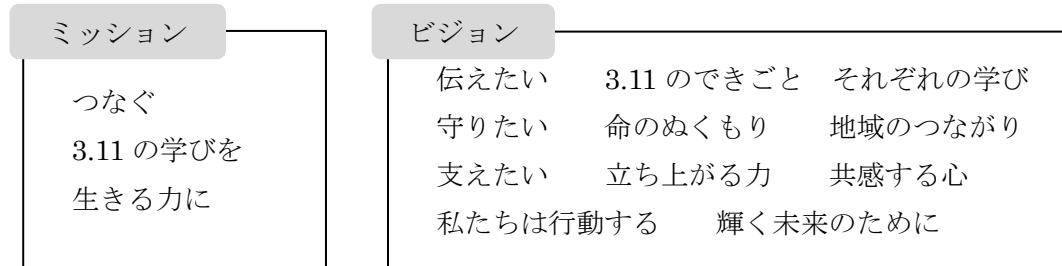 ミッション
つなぐ
3.11 の学びを
生きる力に
ビジョン
伝えたい 3.11 のできごと それぞれの学び
守りたい 命のぬくもり 地域のつながり
支えたい 立ち上がる力 共感する心
私たちは行動する 輝く未来のために